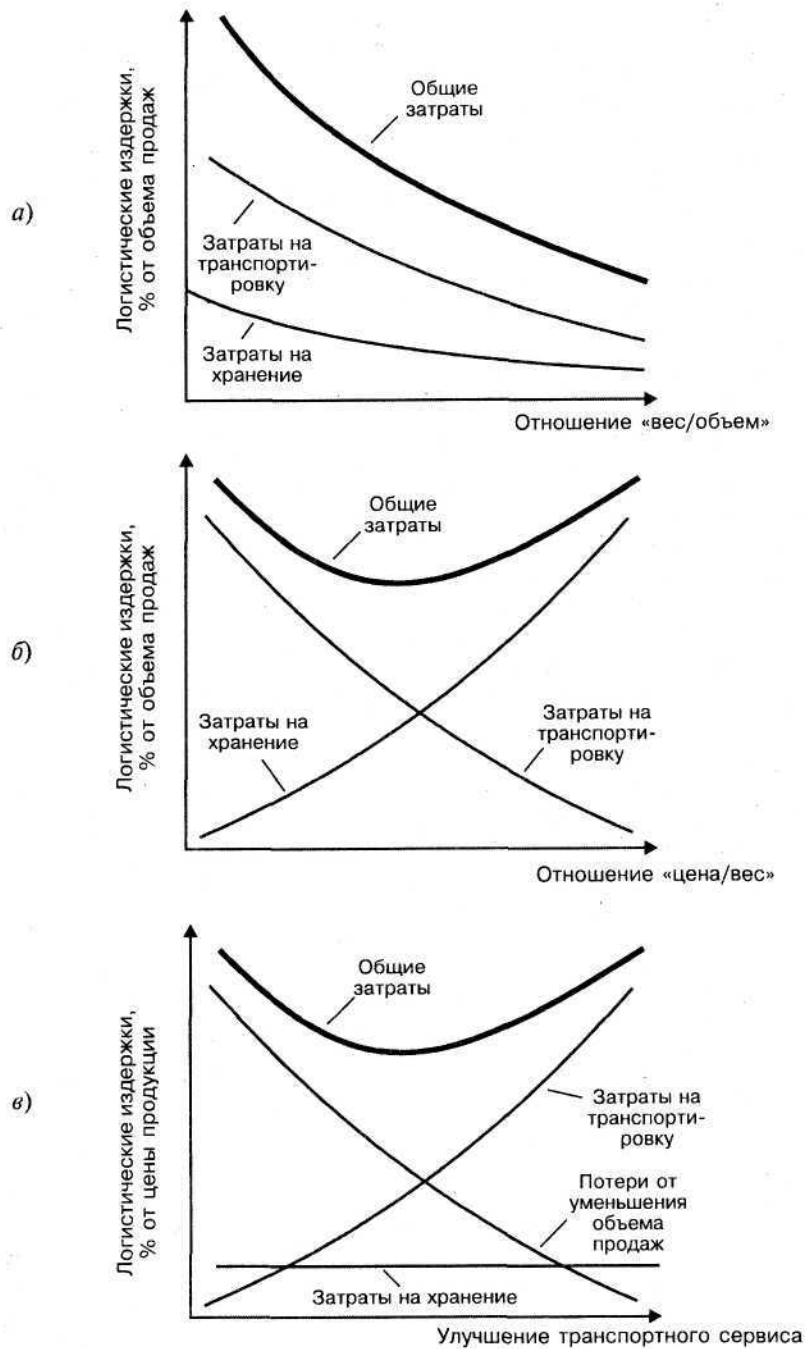 а)
Логистические издержки,
% от объема продаж
Общие
затраты
Затраты на
транспорти-
ровку
Затраты на
хранение
Отношение «вес/объем»
б)
Логистические издержки,
% от объема продаж
Общие
затраты
Затраты на
хранение
Затраты на
транспорти-
ровку
Отношение «цена/вес»
в)
Логистические издержки,
% от цены продукции
Общие
затраты
Затраты на
транспорти-
ровку
Потери от
уменьшения
объема
продаж
Затраты на хранение
Улучшение транспортного сервиса